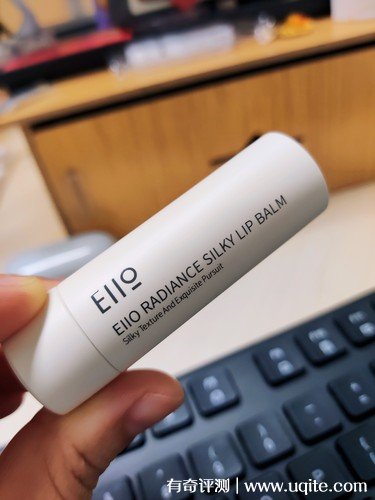 EIIO
EIIO RADIANCE SILKY LIP BALM
Silky Texture And Exquisite Pursuit
有奇评测 | www.uqite.com